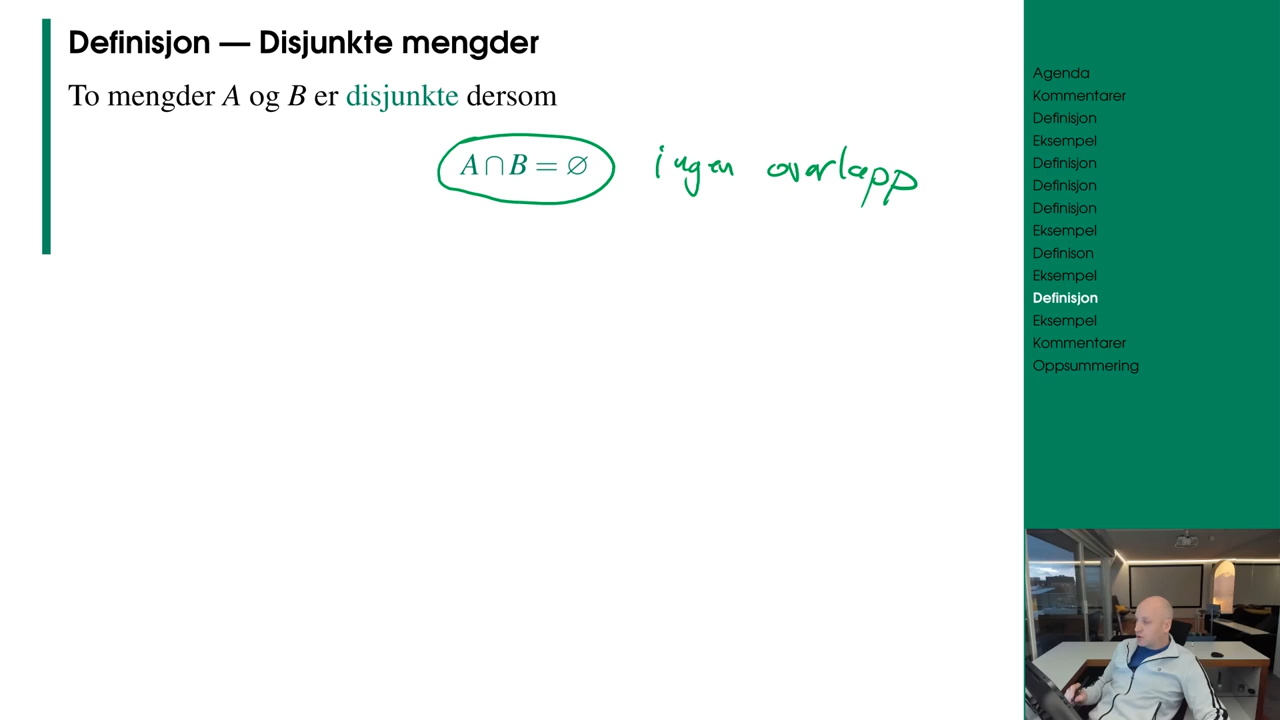 Definisjon — Disjunkte mengder
To mengder A og B er disjunkte dersom
A ∩ B = ∅ ingen overlapp
Agenda
Kommentarer
Definisjon
Eksempel
Definisjon
Definisjon
Definisjon
Eksempel
Definison
Eksempel
Definisjon
Eksempel
Kommentarer
Oppsummering